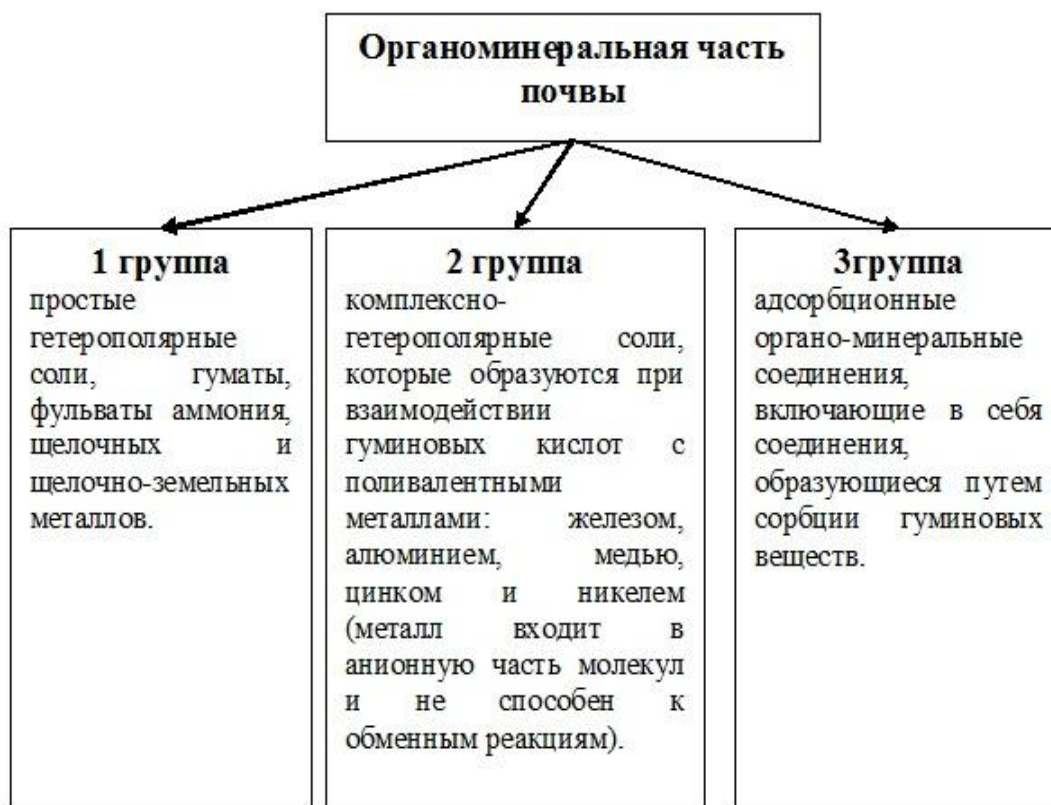 Органоминеральная часть
почвы
1 группа
простые
гетерополярные
соли, гуматы,
фульваты аммония,
щелочных и
щелочно-земельных
металлов.
2 группа
комплексно-
гетерополярные соли,
которые образуются при
взаимодействии
гуминовых кислот с
поливалентными
металлами: железом,
алюминием, медью,
цинком и никелем
(металл входит в
анионную часть молекул
и не способен к
обменным реакциям).
3группа
адсорбционные
органо-минеральные
соединения,
включающие в себя
соединения,
образующиеся путем
сорбции гуминовых
веществ.